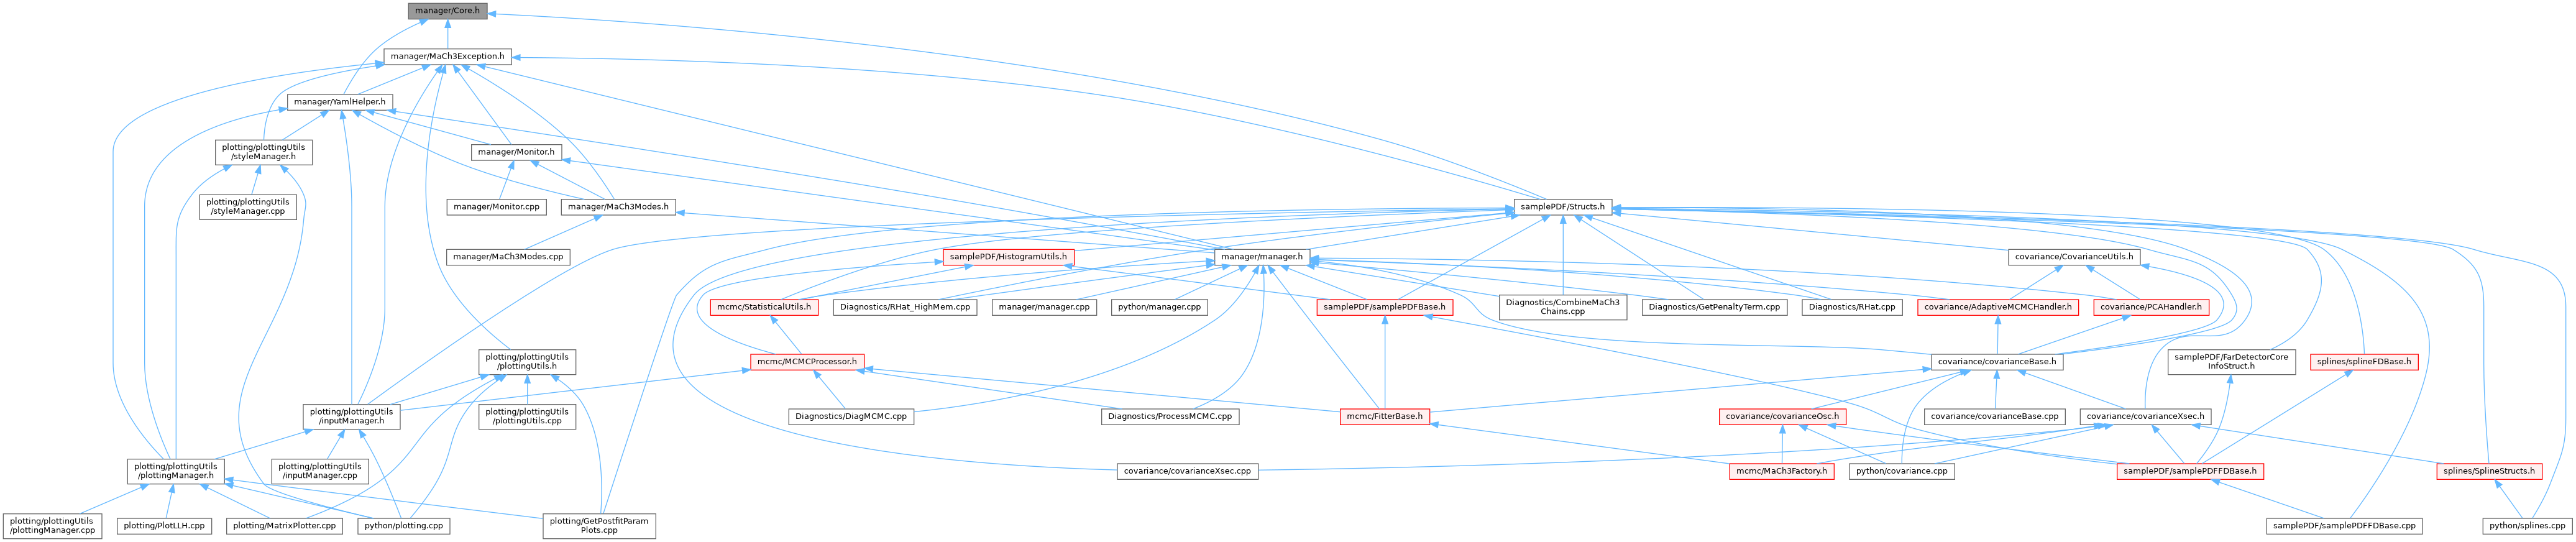 manager/Core.h
manager/MaCh3Exception.h
manager/YamlHelper.h
plotting/plottingUtils
/styleManager.h
manager/Monitor.h
plotting/plottingUtils
/styleManager.cpp
manager/Monitor.cpp
manager/MaCh3Modes.h
samplePDF/Structs.h
manager/MaCh3Modes.cpp
samplePDF/HistogramUtils.h
manager/manager.h
covariance/CovarianceUtils.h
mcmc/StatisticalUtils.h
Diagnostics/RHat_HighMem.cpp
manager/manager.cpp
python/manager.cpp
samplePDF/samplePDFBase.h
Diagnostics/CombineMaCh3
Chains.cpp
Diagnostics/GetPenaltyTerm.cpp
Diagnostics/RHat.cpp
covariance/AdaptiveMCMCHandler.h
covariance/PCAHandler.h
plotting/plottingUtils
/plottingUtils.h
mcmc/MCMCProcessor.h
covariance/covarianceBase.h
samplePDF/FarDetectorCore
InfoStruct.h
splines/splineFDBase.h
plotting/plottingUtils
/inputManager.h
plotting/plottingUtils
/plottingUtils.cpp
Diagnostics/DiagMCMC.cpp
Diagnostics/ProcessMCMC.cpp
mcmc/FitterBase.h
covariance/covarianceOsc.h
covariance/covarianceBase.cpp
covariance/covarianceXsec.h
plotting/plottingUtils
/plottingManager.h
plotting/plottingUtils
/inputManager.cpp
covariance/covarianceXsec.cpp
mcmc/MaCh3Factory.h
python/covariance.cpp
samplePDF/samplePDFFDBase.h
splines/SplineStructs.h
plotting/plottingUtils
/plottingManager.cpp
plotting/PlotLLH.cpp
plotting/MatrixPlotter.cpp
python/plotting.cpp
plotting/GetPostfitParam
Plots.cpp
samplePDF/samplePDFFDBase.cpp
python/splines.cpp